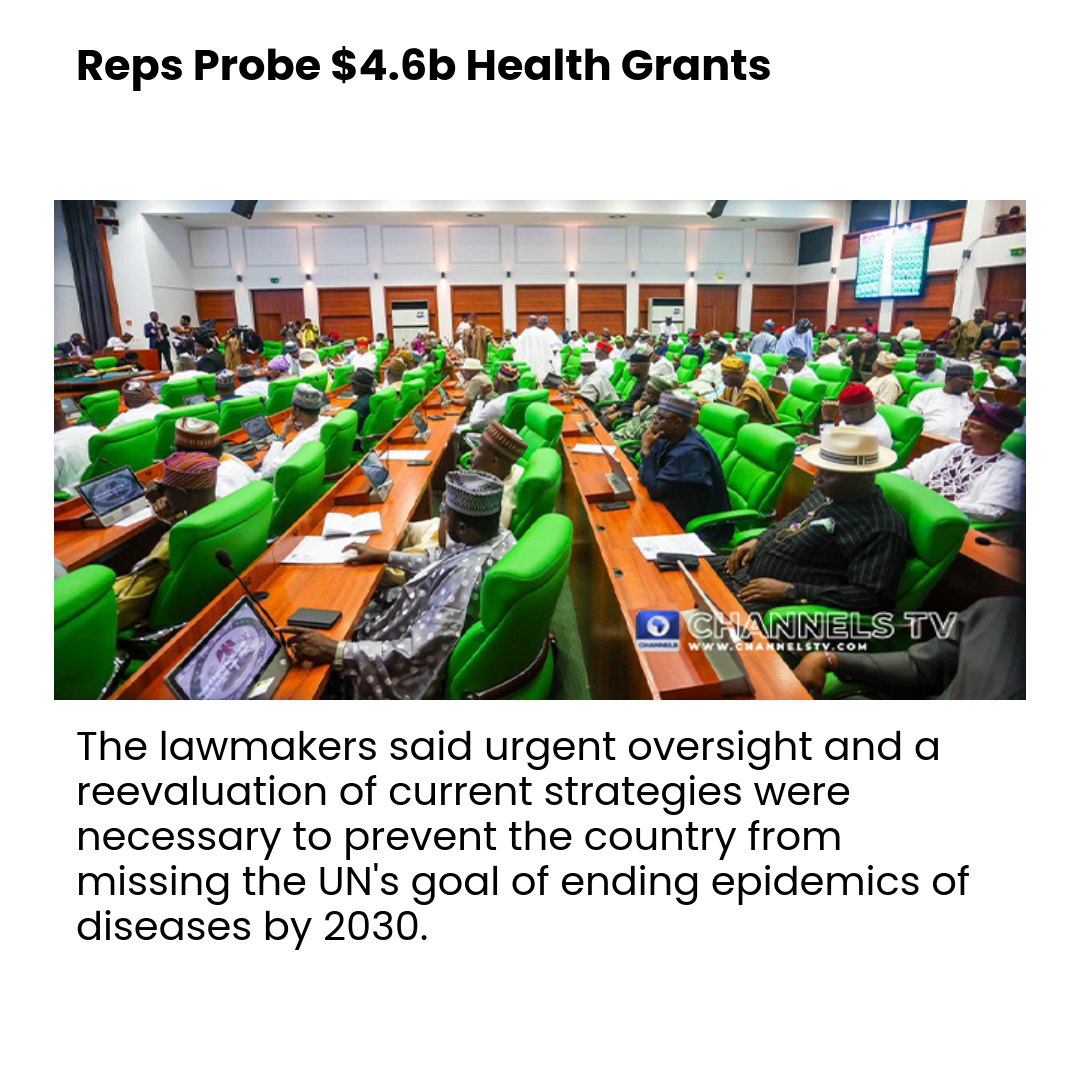 Reps Probe $4.6b Health Grants
CHANNELS TV
CHANNELS
WWW.CHANNELSTV.COM
The lawmakers said urgent oversight and a
reevaluation of current strategies were
necessary to prevent the country from
missing the UN's goal of ending epidemics of
diseases by 2030.